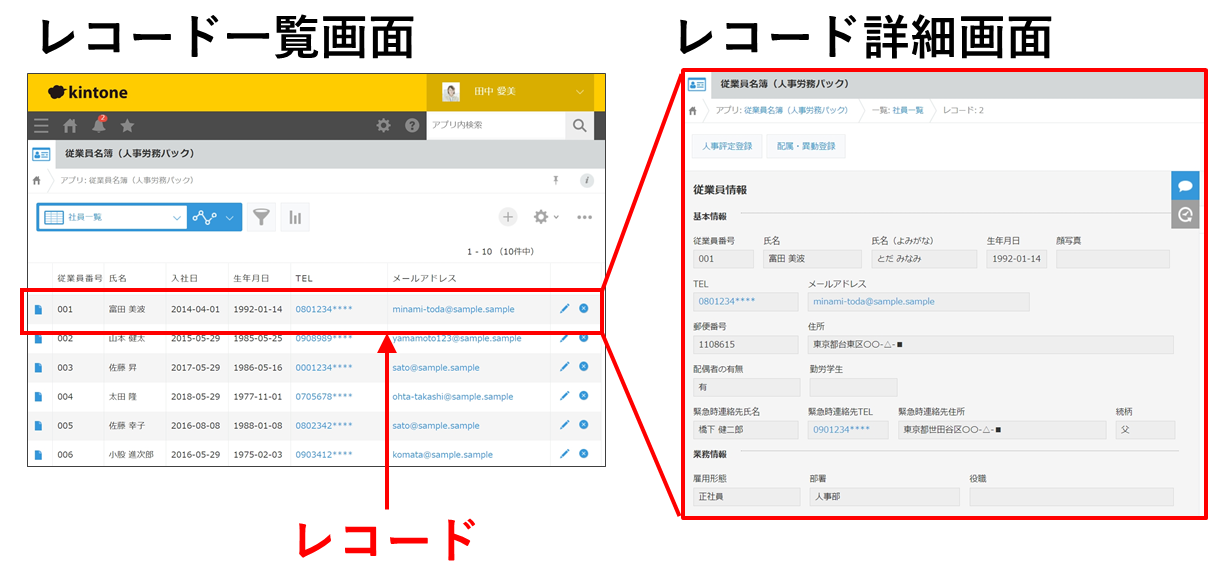 レコード一覧画面
kintone
田中 愛美
2
アプリ内検索
従業員名簿（人事労務パック）
アプリ: 従業員名簿（人事労務パック）
社員一覧
1 - 10 （10件中）
従業員番号 氏名 入社日 生年月日 TEL メールアドレス
001 富田 美波 2014-04-01 1992-01-14 0801234**** minami-toda@sample.sample
002 山本 健太 2015-05-29 1985-05-25 0908989**** yamamoto123@sample.sample
003 佐藤 昇 2017-05-29 1986-05-16 0001234**** sato@sample.sample
004 太田 隆 2018-05-29 1977-11-01 0705678**** ohta-takashi@sample.sample
005 佐藤 幸子 2016-08-08 1988-01-08 0802342**** sato@sample.sample
006 小股 進次郎 2016-05-29 1975-02-03 0903412**** komata@sample.sample
レコード
レコード詳細画面
従業員名簿（人事労務パック）
アプリ: 従業員名簿（人事労務パック） 一覧: 社員一覧 レコード: 2
人事評定登録 配属・異動登録
従業員情報
基本情報
従業員番号 氏名 氏名（よみがな） 生年月日 顔写真
001 富田 美波 とだ みなみ 1992-01-14
TEL メールアドレス
0801234**** minami-toda@sample.sample
郵便番号 住所
1108615 東京都台東区○○-△-■
配偶者の有無 勤労学生
有
緊急時連絡先氏名 緊急時連絡先TEL 緊急時連絡先住所 続柄
橋下 健二郎 0901234**** 東京都世田谷区○○-△-■ 父
業務情報
雇用形態 部署 役職
正社員 人事部